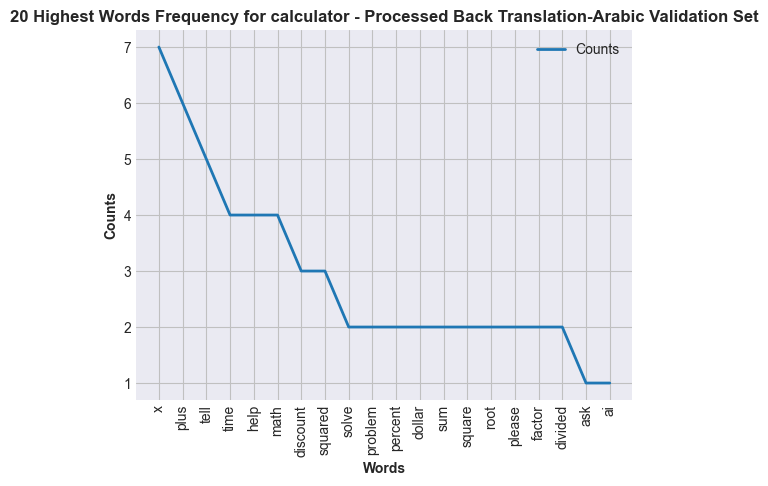 20 Highest Words Frequency for calculator - Processed Back Translation-Arabic Validation Set
Counts
7
6
5
4
3
2
1
Counts
x
plus
tell
time
help
math
discount
squared
solve
problem
percent
dollar
sum
square
root
please
factor
divided
ask
ai
Words